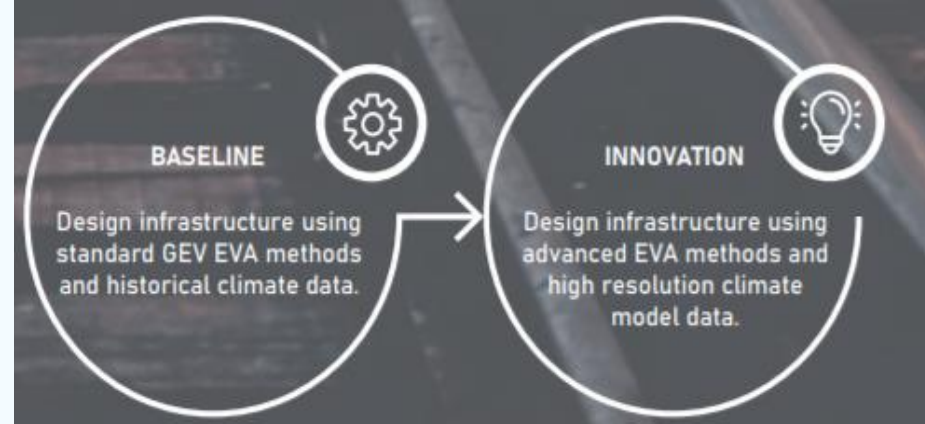 BASELINE
Design infrastructure using
standard GEV EVA methods
and historical climate data.
INNOVATION
Design infrastructure using
advanced EVA methods and
high resolution climate
model data.